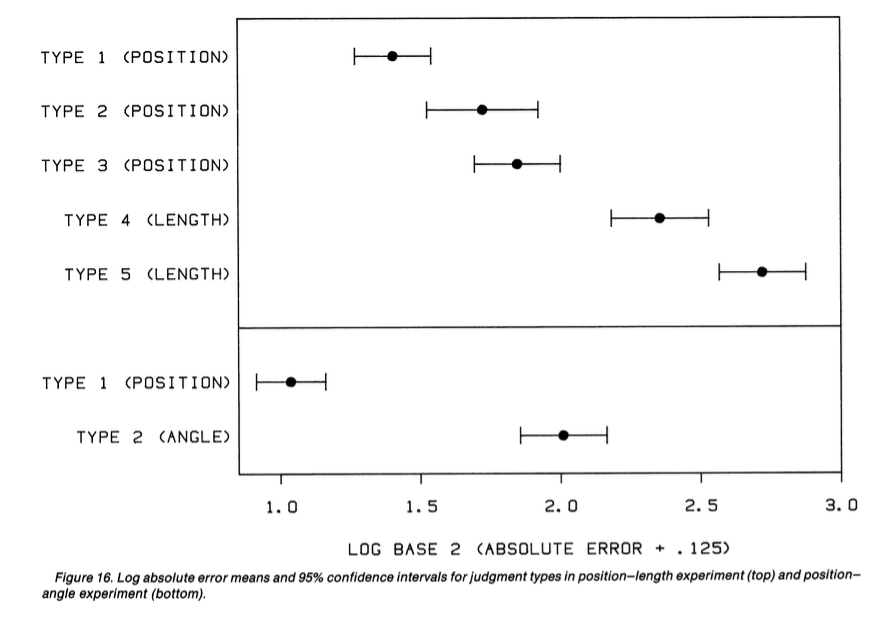 TYPE 1 (POSITION)
TYPE 2 (POSITION)
TYPE 3 (POSITION)
TYPE 4 (LENGTH)
TYPE 5 (LENGTH)
TYPE 1 (POSITION)
TYPE 2 (ANGLE)
1.0 1.5 2.0 2.5 3.0
LOG BASE 2 (ABSOLUTE ERROR + .125)
Figure 16. Log absolute error means and 95% confidence intervals for judgment types in position–length experiment (top) and position–
angle experiment (bottom).